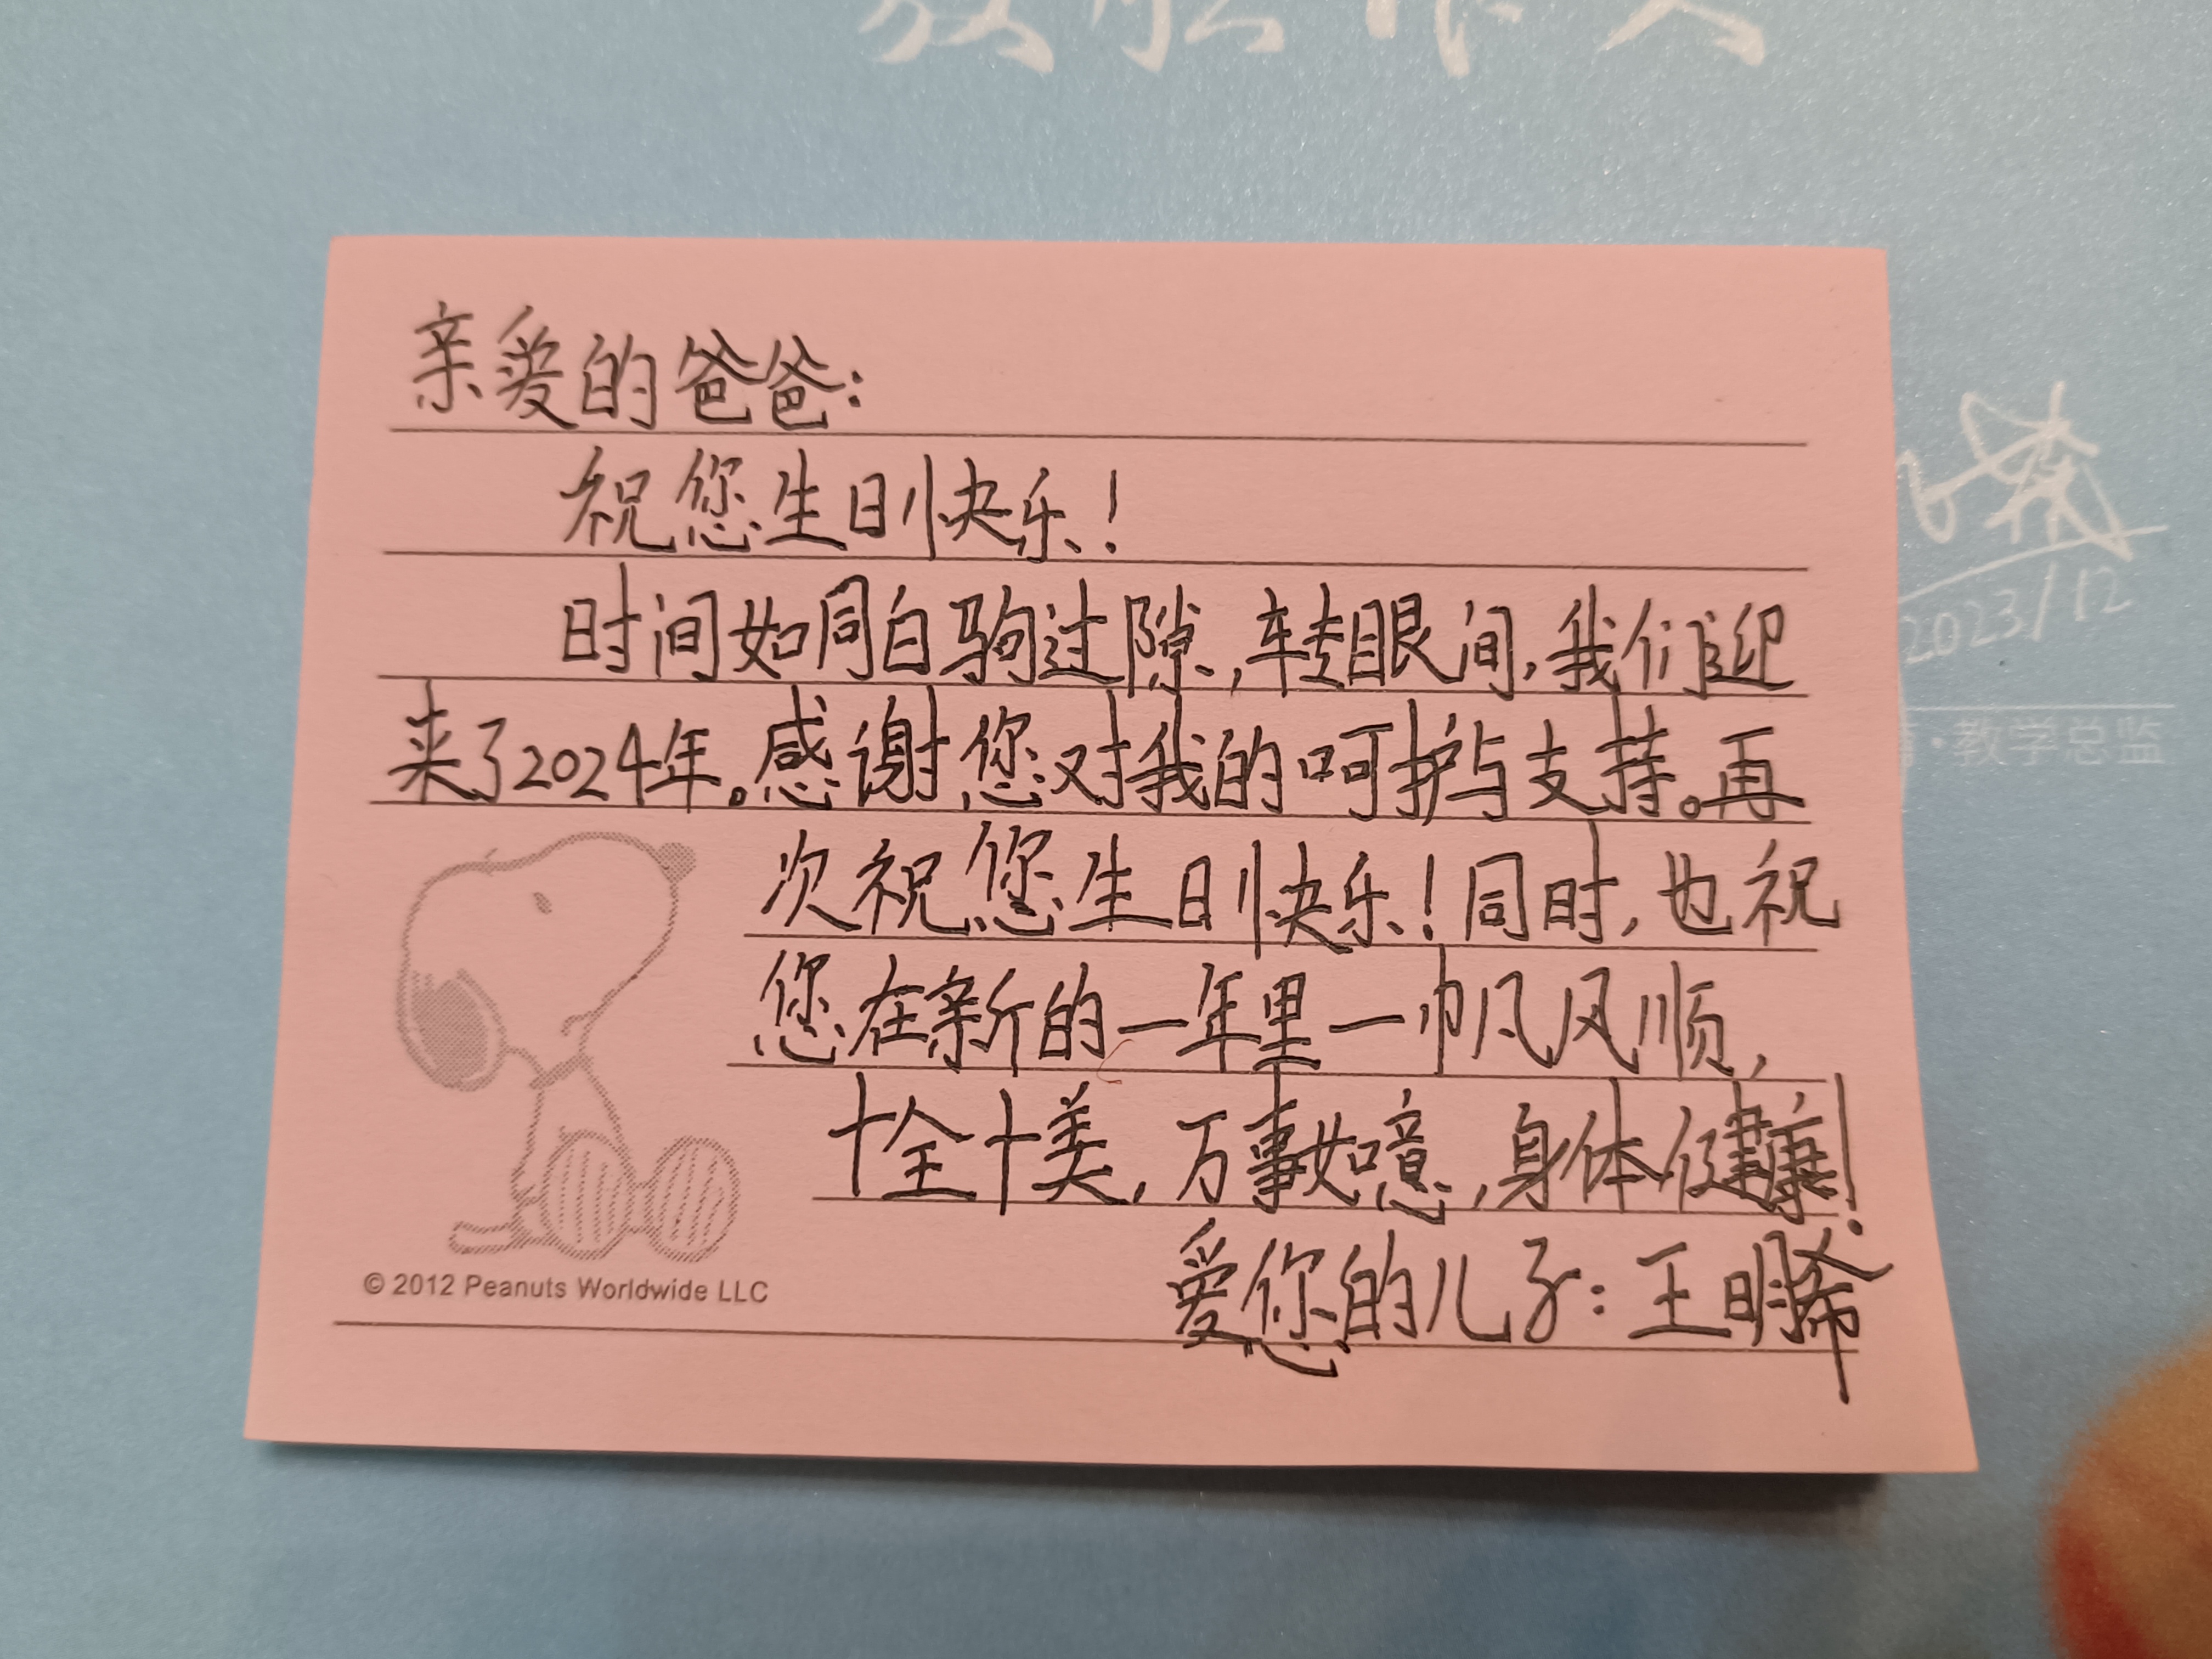 亲爱的爸爸：
祝您生日快乐！
时间如同白驹过隙，转眼间，我们迎
来了2024年。感谢您对我的呵护与支持。再
次祝您生日快乐！同时，也祝
您在新的一年里一帆风顺，
十全十美，万事如意，身体健康！
爱您的儿子：王明希
© 2012 Peanuts Worldwide LLC
2023/12
·教学总监